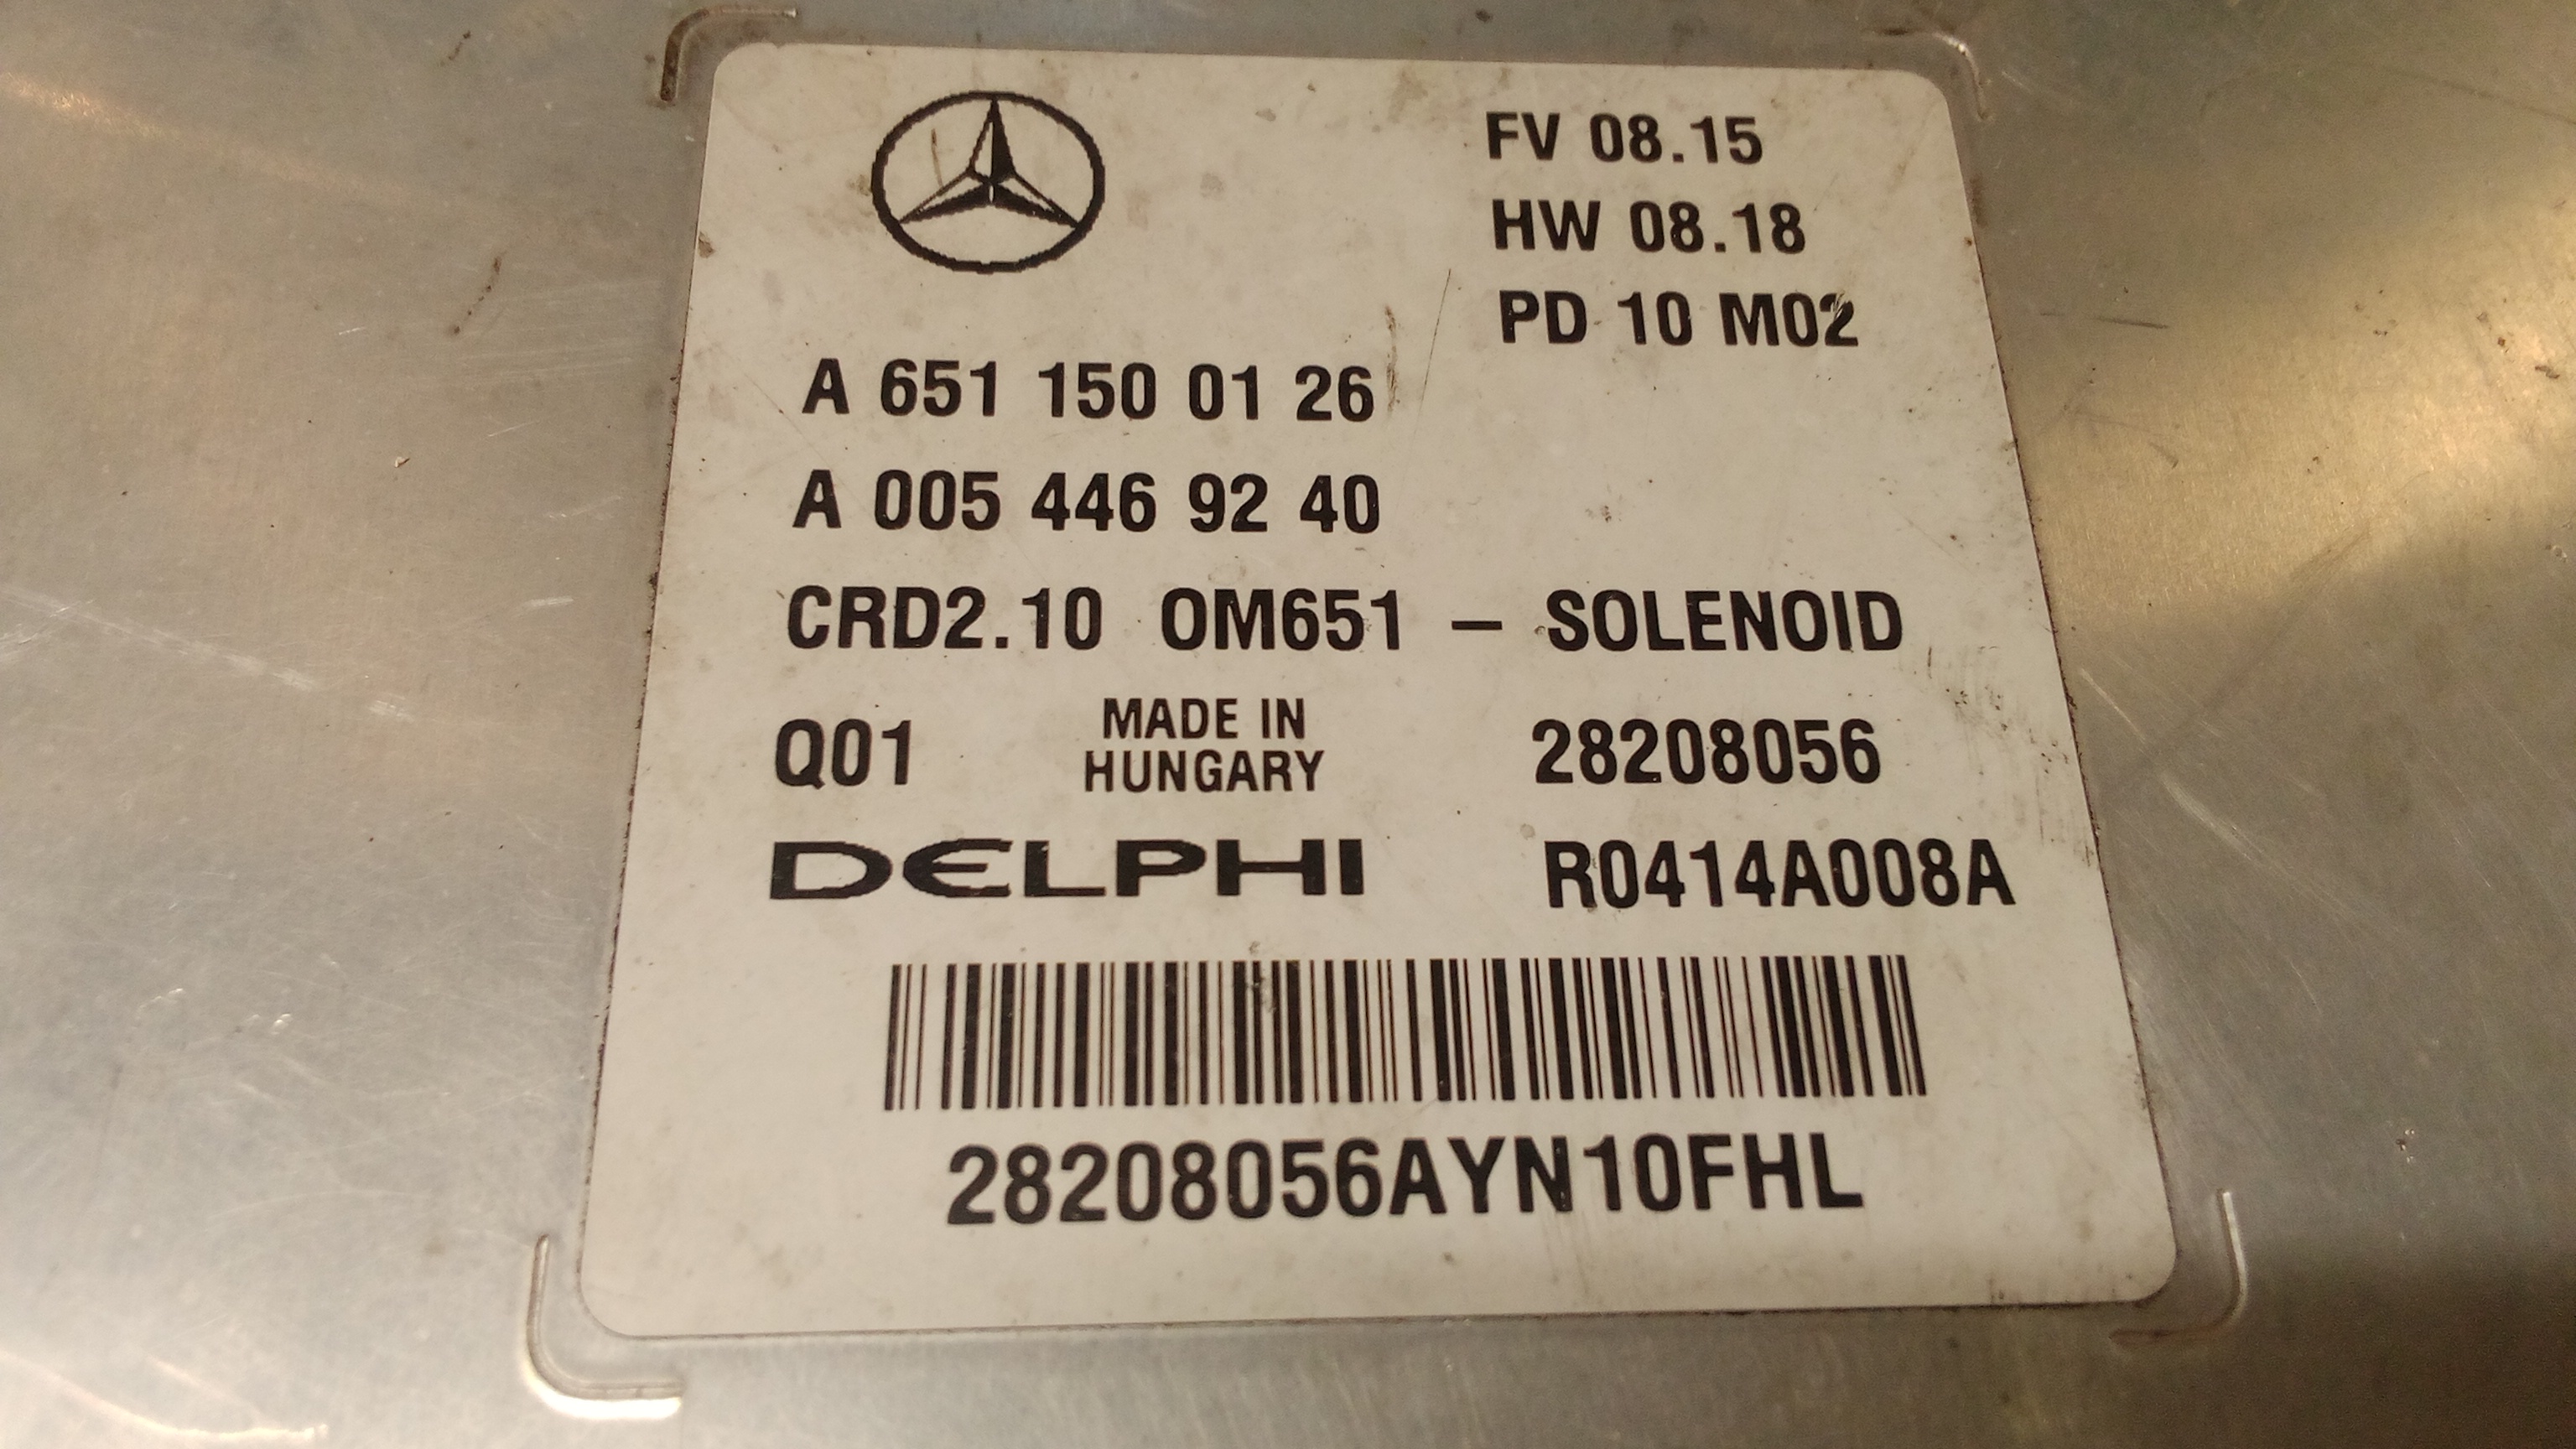 FV 08.15
HW 08.18
PD 10 M02
A 651 150 01 26
A 005 446 92 40
CRD2.10 OM651 – SOLENOID
Q01 MADE IN HUNGARY 28208056
DELPHI R0414A008A
28208056AYN10FHL